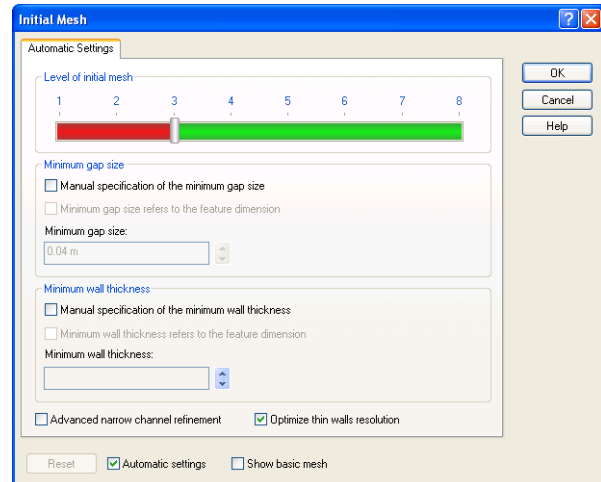 Initial Mesh
Automatic Settings
Level of initial mesh
1 2 3 4 5 6 7 8
OK
Cancel
Help
Minimum gap size
Manual specification of the minimum gap size
Minimum gap size refers to the feature dimension
Minimum gap size:
0.04 m
Minimum wall thickness
Manual specification of the minimum wall thickness
Minimum wall thickness refers to the feature dimension
Minimum wall thickness:
Advanced narrow channel refinement Optimize thin walls resolution
Reset Automatic settings Show basic mesh